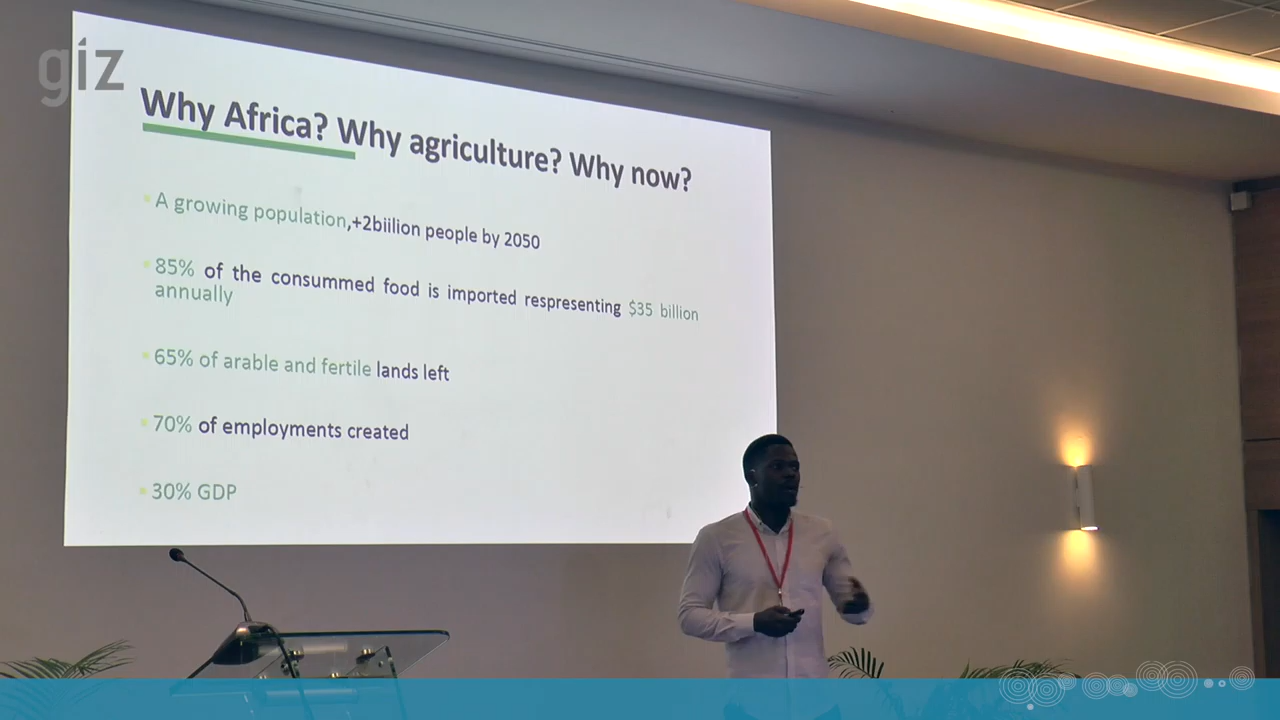 giz
Why Africa? Why agriculture? Why now?
A growing population,+2biilion people by 2050
85% of the consummed food is imported respresenting $35 billion
annually
65% of arable and fertile lands left
70% of employments created
30% GDP